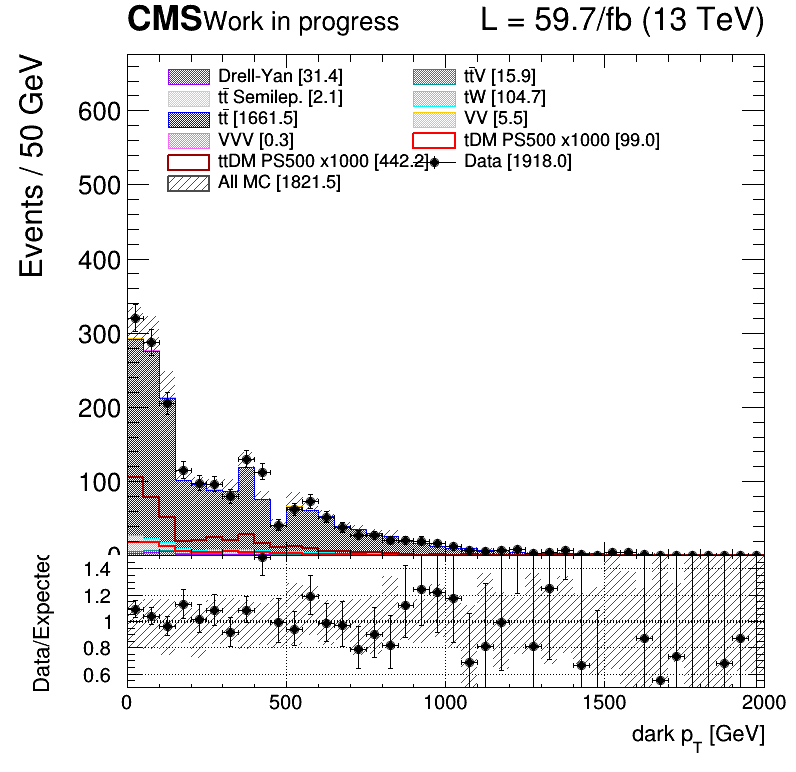 CMS Work in progress L = 59.7/fb (13 TeV)
Events / 50 GeV
Drell-Yan [31.4] tt̄V [15.9]
tt̄ Semilep. [2.1] tW [104.7]
tt̄ [1661.5] VV [5.5]
VVV [0.3] tDM PS500 x1000 [99.0]
ttDM PS500 x1000 [442.2] Data [1918.0]
All MC [1821.5]
600
500
400
300
200
100
0
Data/Expected
1.4
1.2
1
0.8
0.6
0 500 1000 1500 2000
dark p_T [GeV]